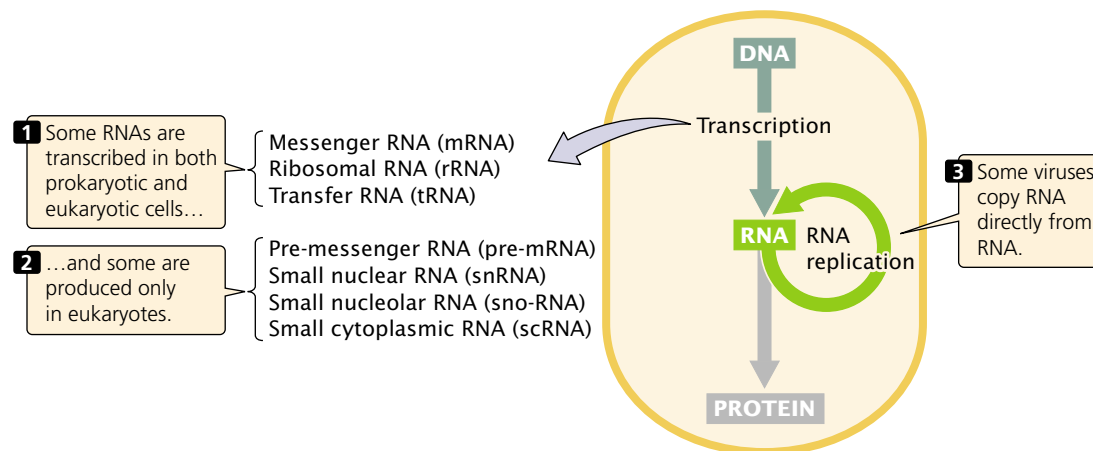 1 Some RNAs are
transcribed in both
prokaryotic and
eukaryotic cells…
Messenger RNA (mRNA)
Ribosomal RNA (rRNA)
Transfer RNA (tRNA)
2 …and some are
produced only
in eukaryotes.
Pre-messenger RNA (pre-mRNA)
Small nuclear RNA (snRNA)
Small nucleolar RNA (sno-RNA)
Small cytoplasmic RNA (scRNA)
DNA
Transcription
RNA
RNA
replication
PROTEIN
3 Some viruses
copy RNA
directly from
RNA.